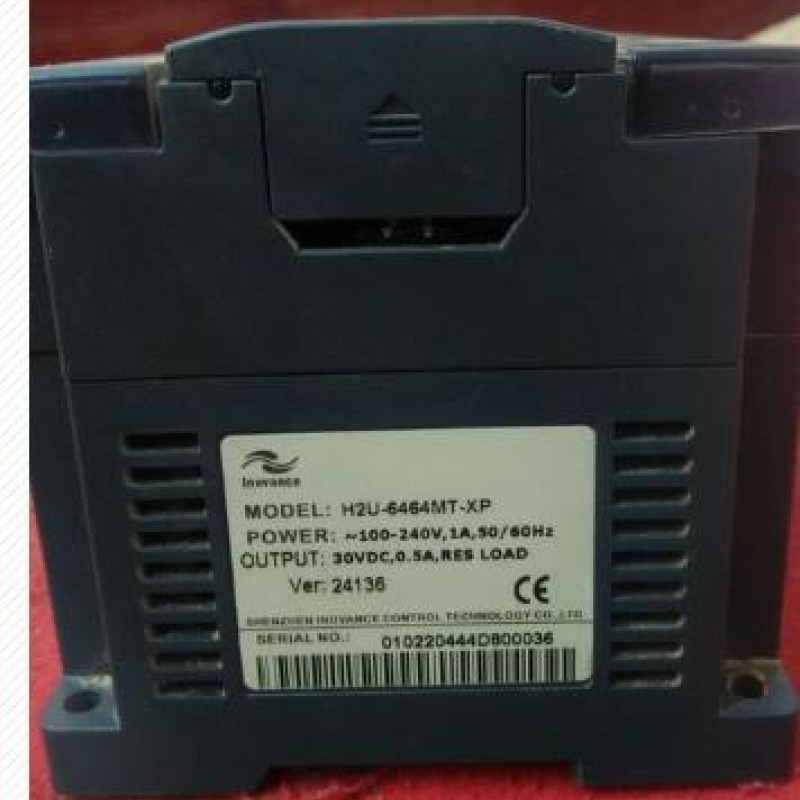 Inovance
MODEL: H2U-6464MT-XP
POWER: ~100-240V,1A,50/60Hz
OUTPUT: 30VDC,0.5A,RES LOAD
Ver: 24136
CE
SHENZHEN INOVANCE CONTROL TECHNOLOGY CO.,LTD
SERIAL NO.: 010220444D800036